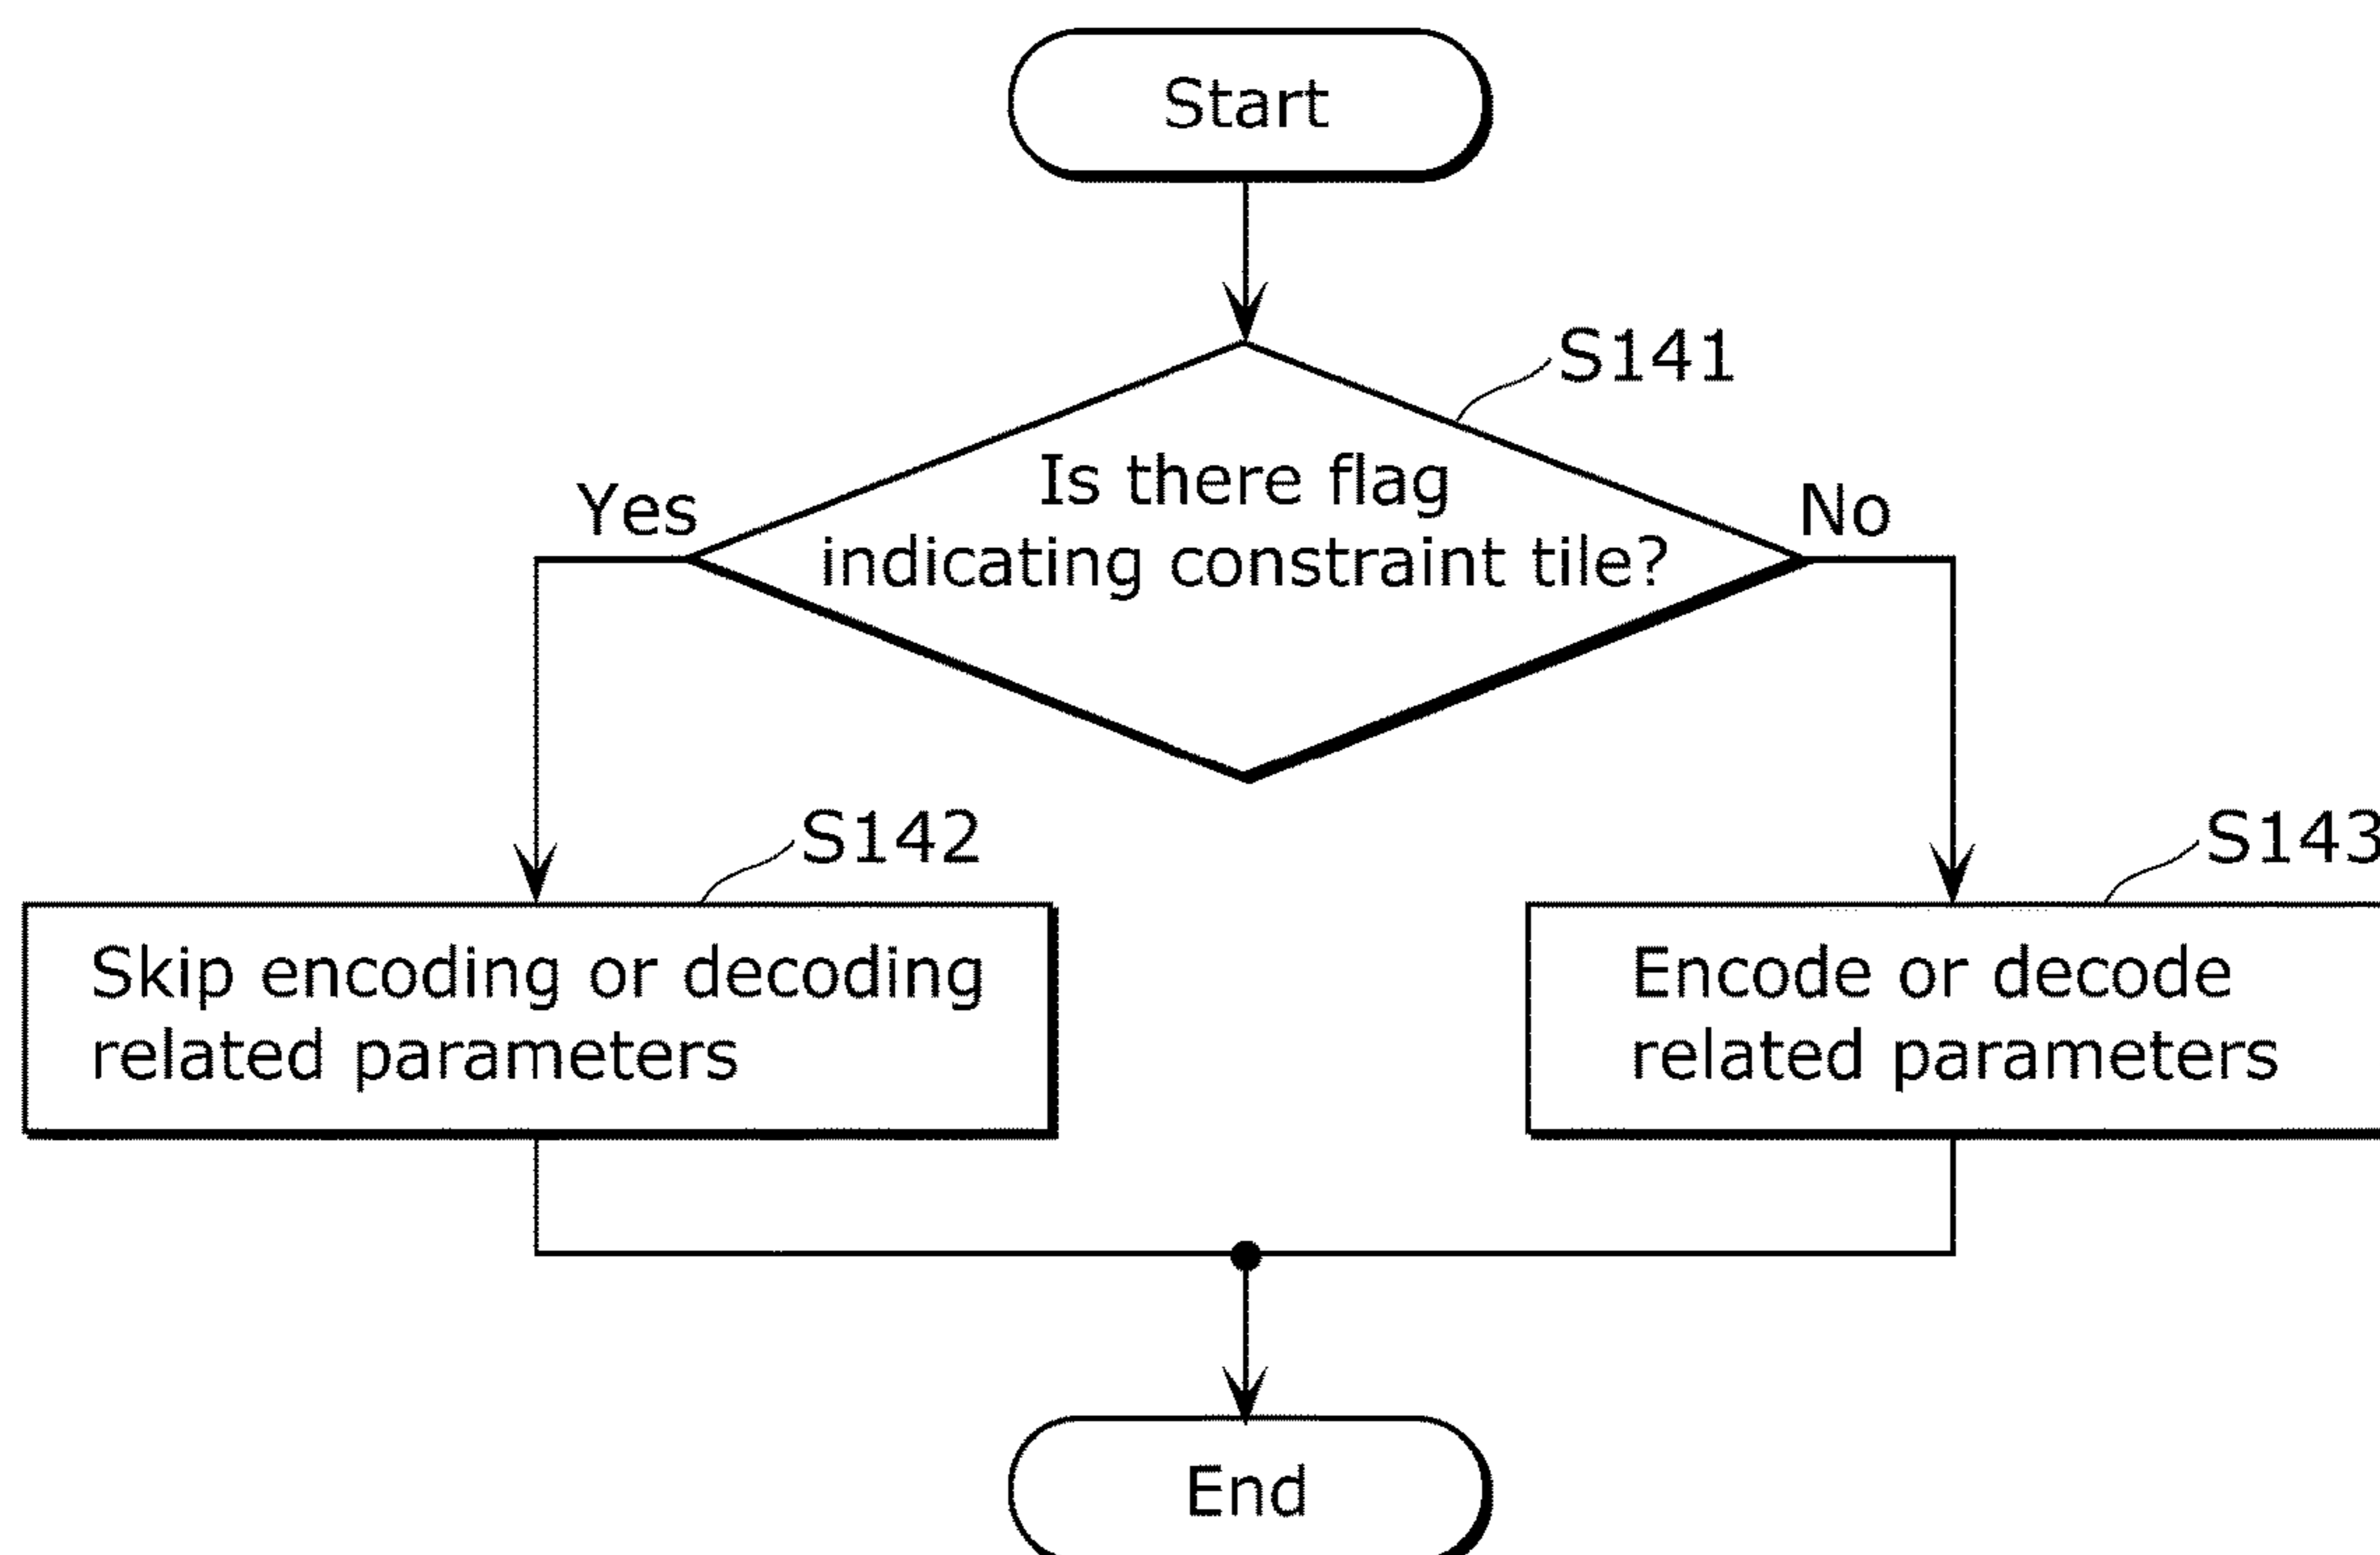 Start
S141
Is there flag
indicating constraint tile?
Yes
No
S142
S143
Skip encoding or decoding
related parameters
Encode or decode
related parameters
End